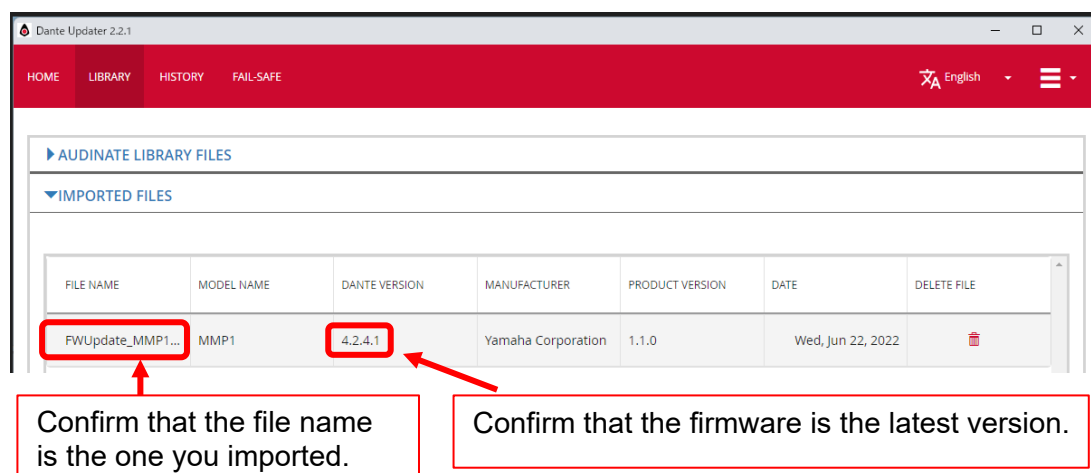 Dante Updater 2.2.1
HOME LIBRARY HISTORY FAIL-SAFE English
AUDINATE LIBRARY FILES
IMPORTED FILES
FILE NAME MODEL NAME DANTE VERSION MANUFACTURER PRODUCT VERSION DATE DELETE FILE
FWUpdate_MMP1... MMP1 4.2.4.1 Yamaha Corporation 1.1.0 Wed, Jun 22, 2022
Confirm that the file name
is the one you imported.
Confirm that the firmware is the latest version.